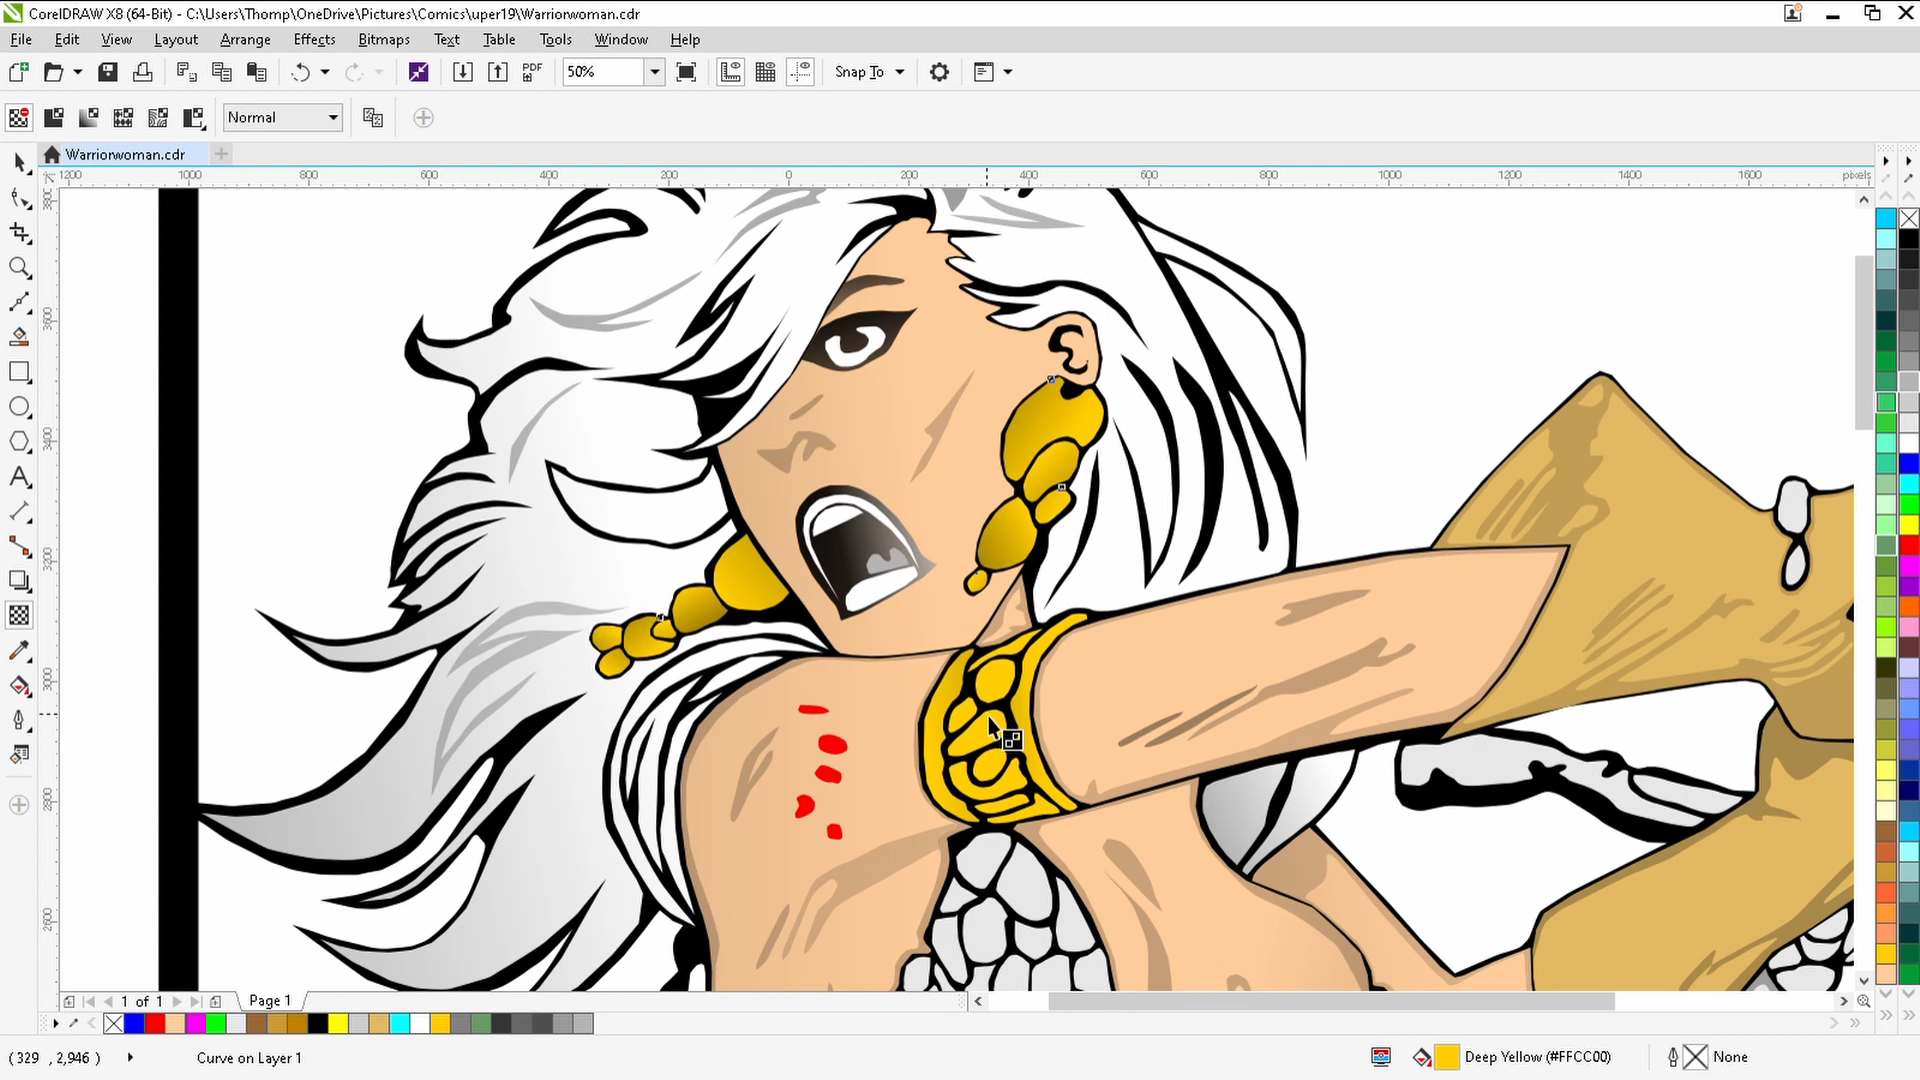 CorelDRAW X8 (64-Bit) - C:\Users\Thomp\OneDrive\Pictures\Comics\uper19\Warriorwoman.cdr
File Edit View Layout Arrange Effects Bitmaps Text Table Tools Window Help
PDF 50% Snap To
Normal
Warriorwoman.cdr
1200 1000 800 600 400 200 0 200 400 600 800 1000 1200 1400 1600 pixels
3600
3400
3200
3000
2800
2600
1 of 1 Page 1
( 329 , 2,946 ) Curve on Layer 1 Deep Yellow (#FFCC00) None